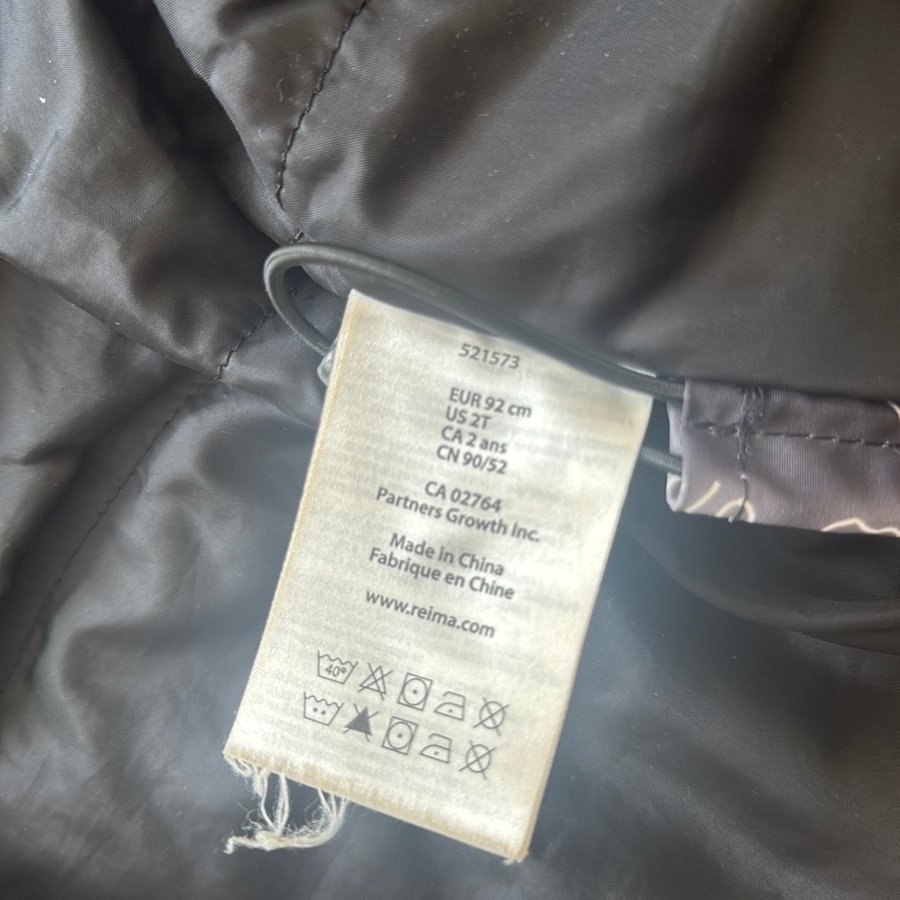 521573
EUR 92 cm
US 2T
CA 2 ans
CN 90/52
CA 02764
Partners Growth Inc.
Made in China
Fabrique en Chine
www.reima.com
40°